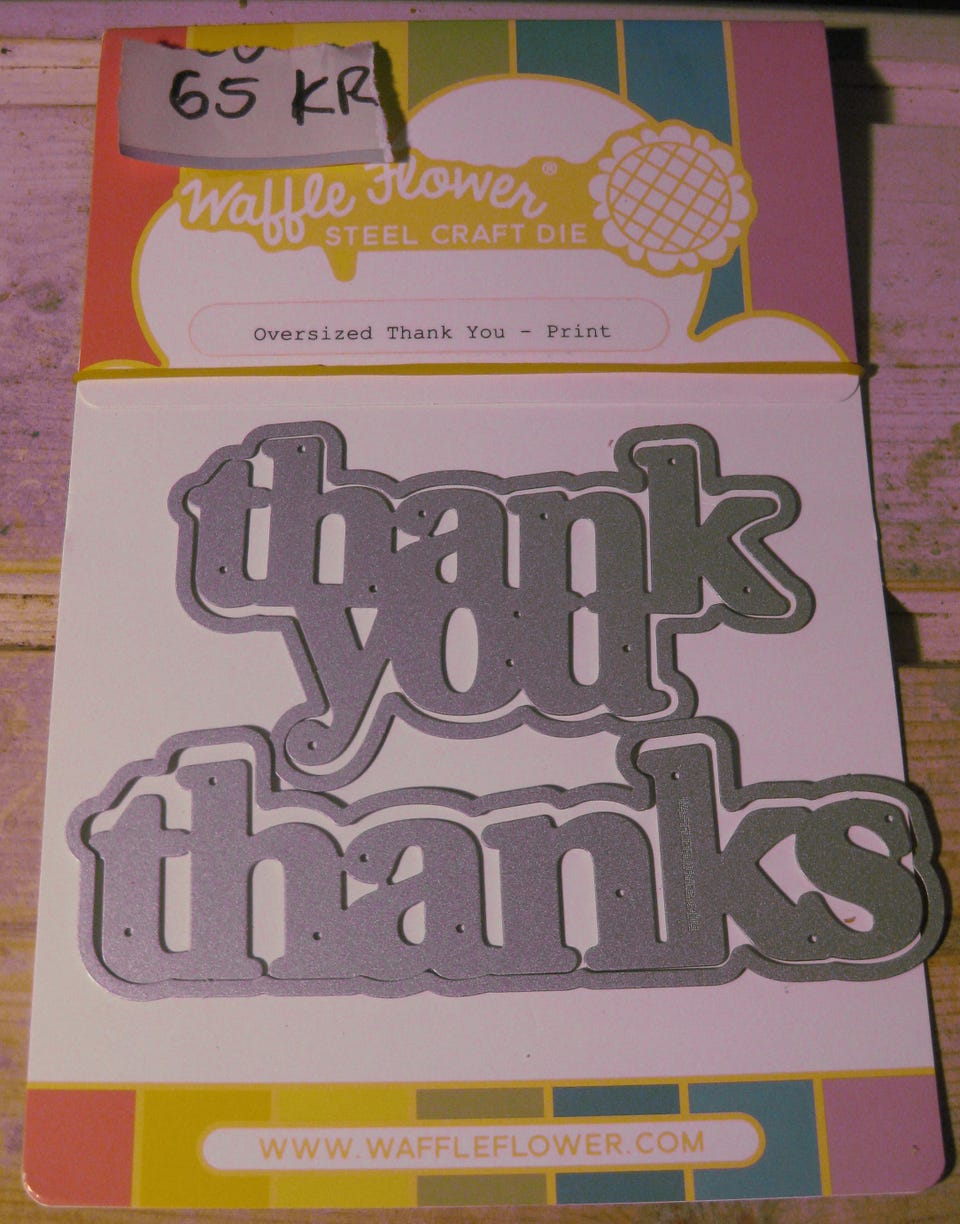 65 KR
Waffle Flower®
STEEL CRAFT DIE
Oversized Thank You - Print
thank
you
thanks
WWW.WAFFLEFLOWER.COM